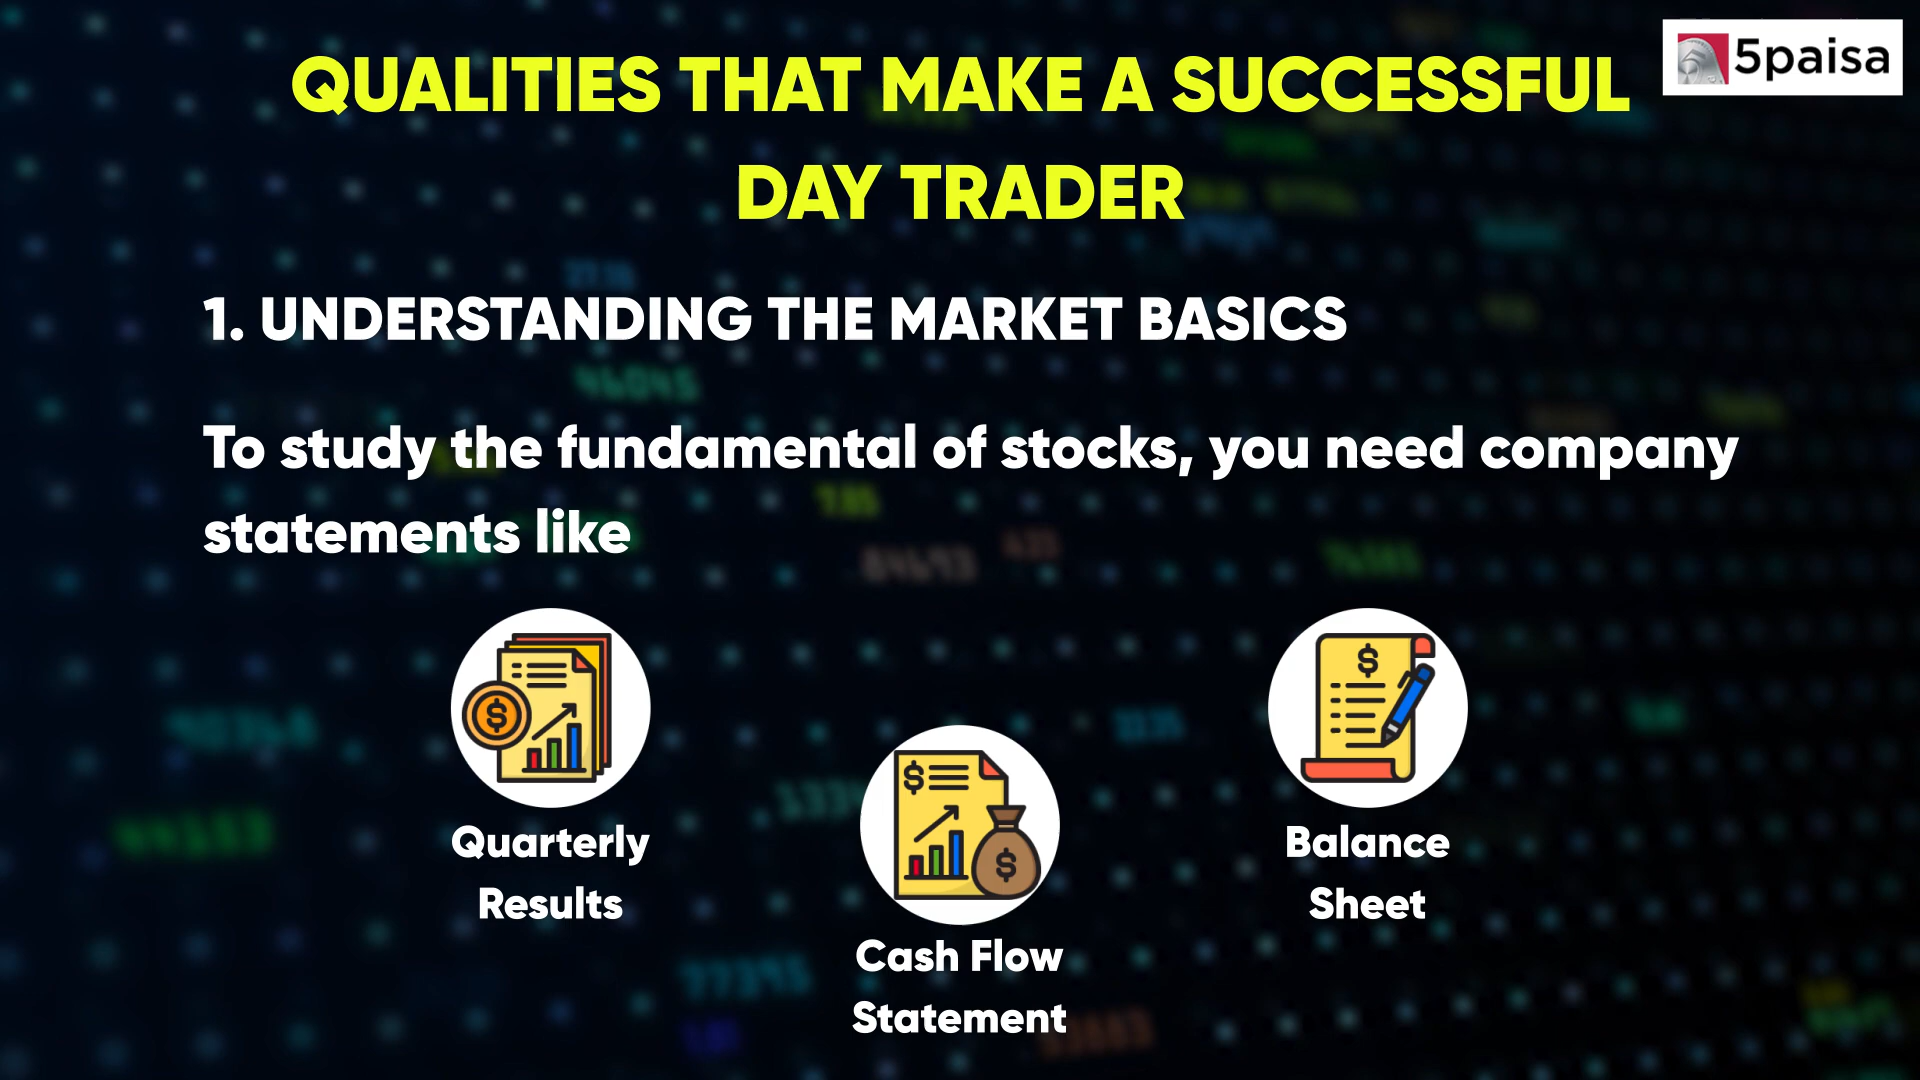 QUALITIES THAT MAKE A SUCCESSFUL
DAY TRADER
5paisa
1. UNDERSTANDING THE MARKET BASICS
To study the fundamental of stocks, you need company
statements like
Quarterly
Results
Cash Flow
Statement
Balance
Sheet